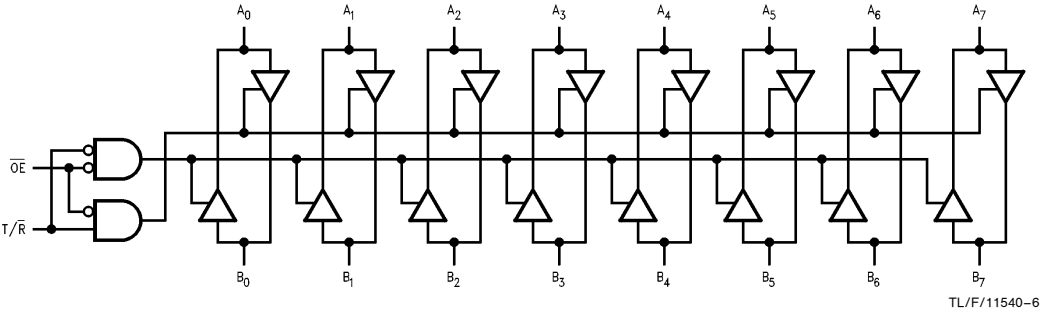 A0 A1 A2 A3 A4 A5 A6 A7
O̅E̅
T/R̅
B0 B1 B2 B3 B4 B5 B6 B7
TL/F/11540-6